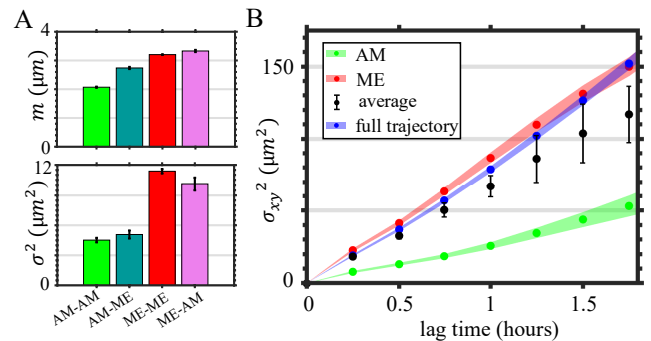 A
m (μm)
4
2
0
σ² (μm²)
12
6
0
AM-AM
AM-ME
ME-ME
ME-AM
B
σxy² (μm²)
150
0
AM
ME
average
full trajectory
0
0.5
1
1.5
lag time (hours)